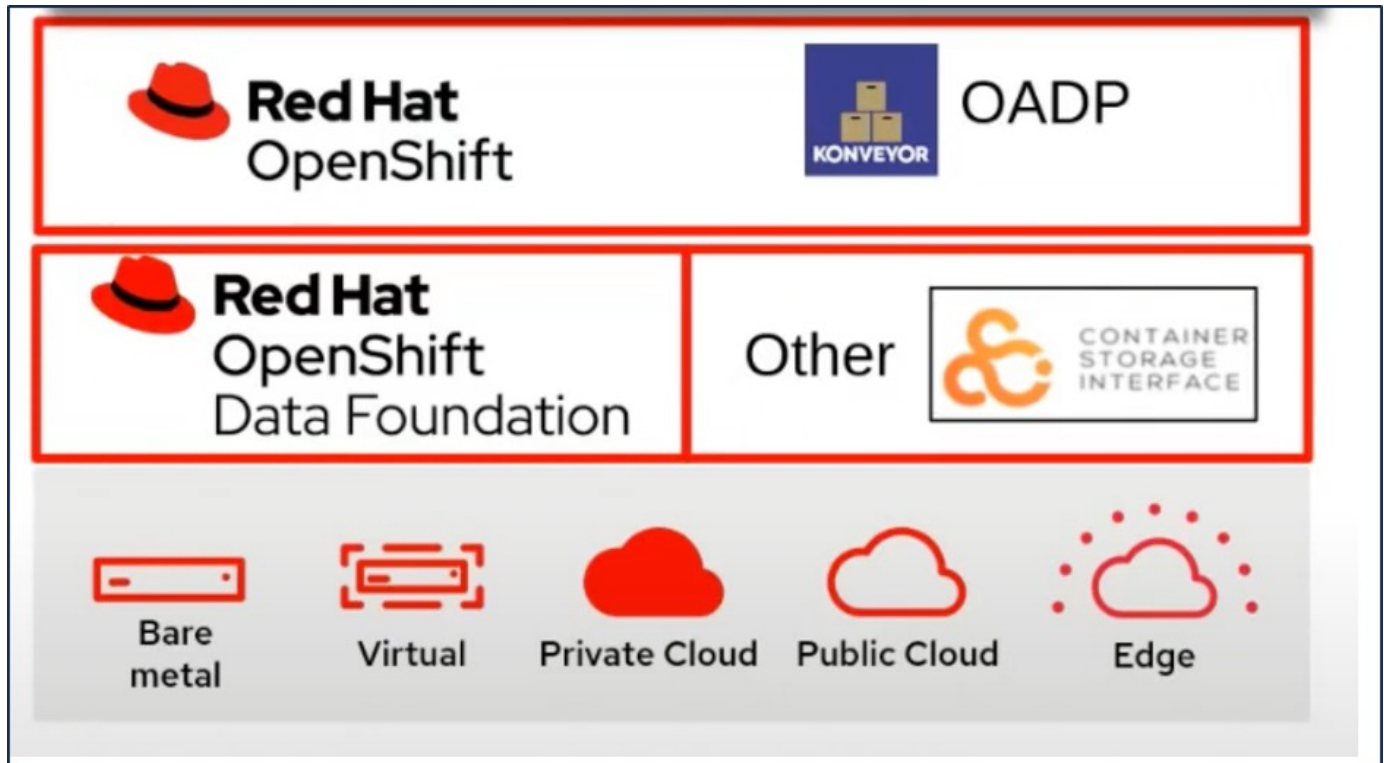 Red Hat
OpenShift
KONVEYOR
OADP
Red Hat
OpenShift
Data Foundation
Other
CONTAINER
STORAGE
INTERFACE
Bare
metal
Virtual
Private Cloud
Public Cloud
Edge